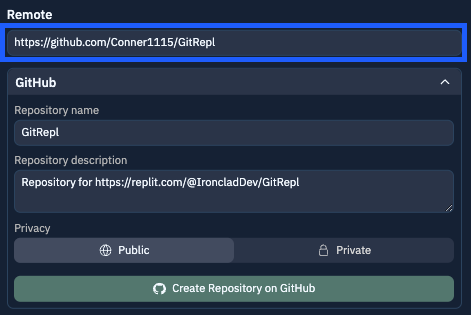 Remote
https://github.com/Conner1115/GitRepl
GitHub
Repository name
GitRepl
Repository description
Repository for https://replit.com/@IroncladDev/GitRepl
Privacy
Public
Private
Create Repository on GitHub